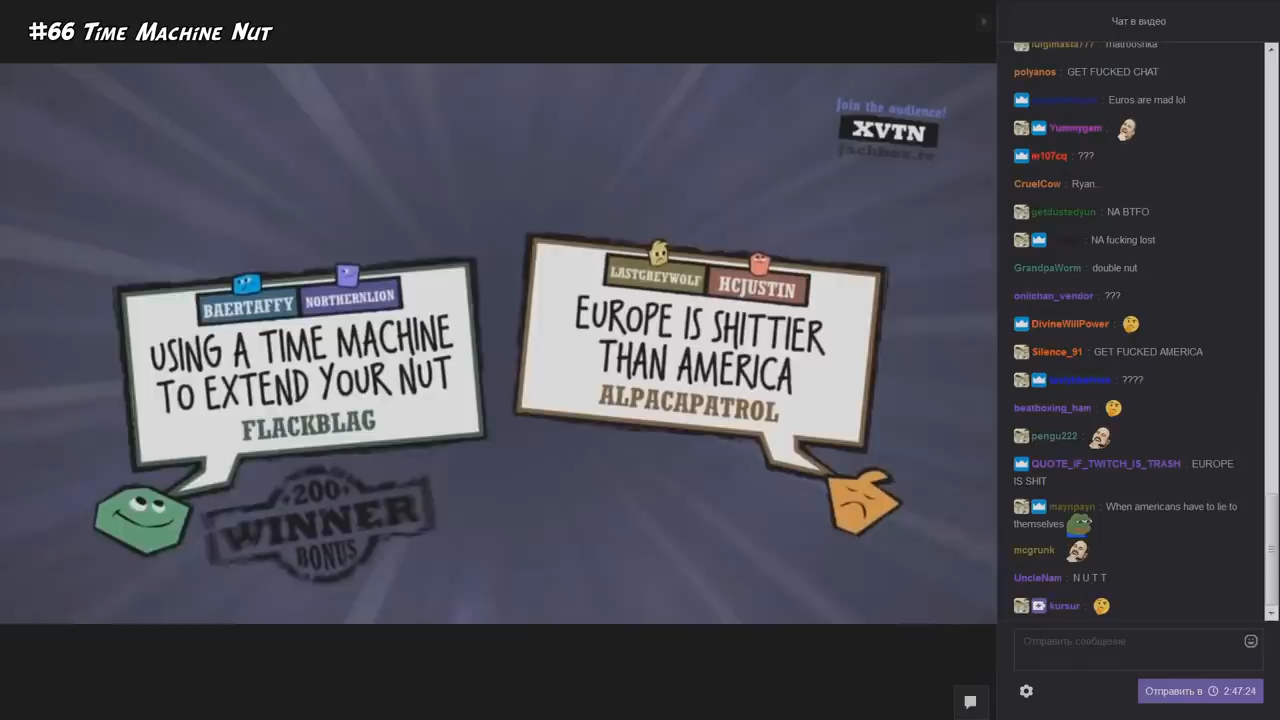 #66 Time Machine Nut
Join the audience!
XVTN
jackbox.tv
BAERTAFFY
NORTHERNLION
USING A TIME MACHINE
TO EXTEND YOUR NUT
FLACKBLAG
200
WINNER
BONUS
LASTGREYWOLF
HCJUSTIN
EUROPE IS SHITTIER
THAN AMERICA
ALPACAPATROL
Чат в видео
luigimasta777 : matrooshka
polyanos : GET FUCKED CHAT
: Euros are mad lol
Yummygem :
m107cq : ???
CruelCow : Ryan...
getdustedyun : NA BTFO
: NA fucking lost
GrandpaWorm : double nut
oniichan_vendor : ???
DivineWillPower :
Silence_91 : GET FUCKED AMERICA
: ????
beatboxing_ham :
pengu222 :
QUOTE_IF_TWITCH_IS_TRASH : EUROPE
IS SHIT
maynpayn : When americans have to lie to
themselves
mcgrunk
UncleNam : N U T T
kursur :
Отправить сообщение
Отправить в 2:47:24